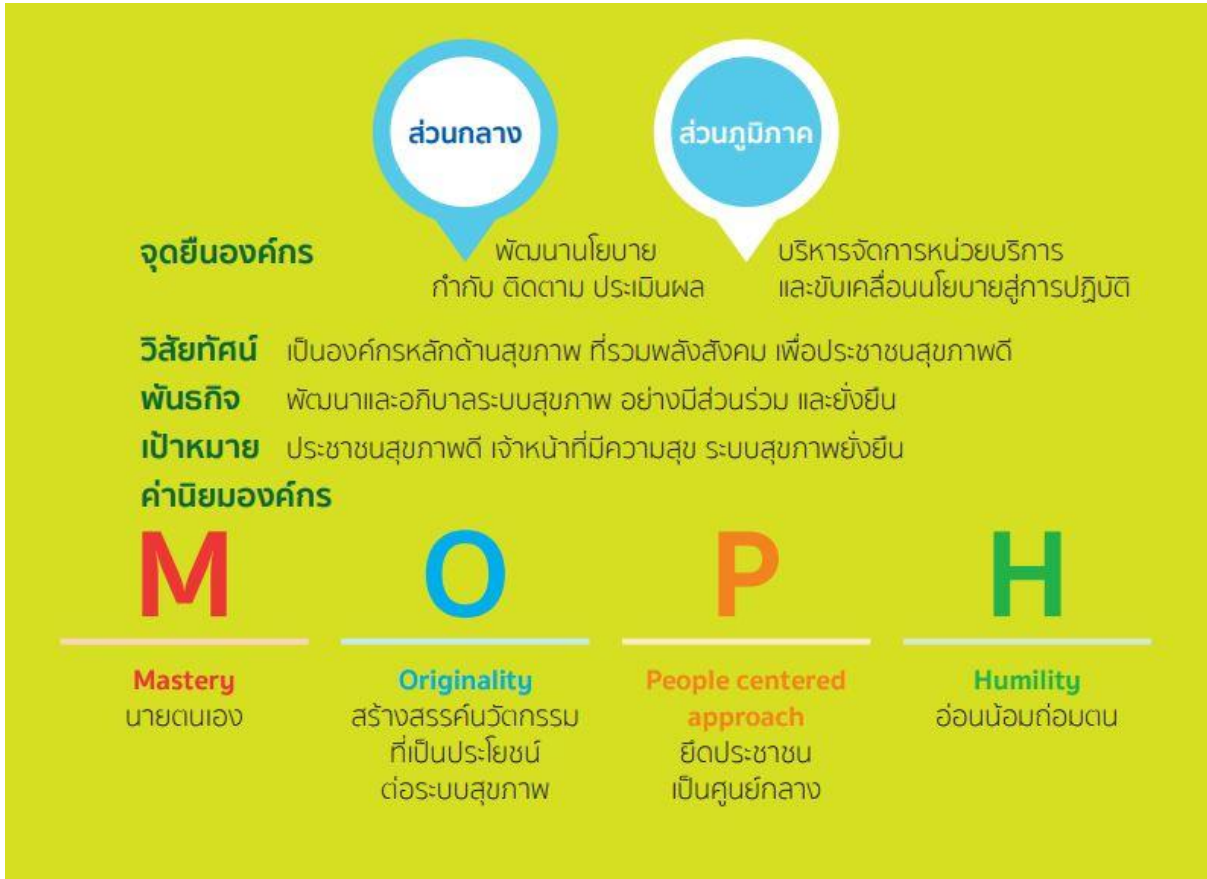 ส่วนกลาง
ส่วนภูมิภาค
จุดยืนองค์กร
พัฒนานโยบาย
กำกับ ติดตาม ประเมินผล
บริหารจัดการหน่วยบริการ
และขับเคลื่อนนโยบายสู่การปฏิบัติ
วิสัยทัศน์ เป็นองค์กรหลักด้านสุขภาพ ที่รวมพลังสังคม เพื่อประชาชนสุขภาพดี
พันธกิจ พัฒนาและอภิบาลระบบสุขภาพ อย่างมีส่วนร่วม และยั่งยืน
เป้าหมาย ประชาชนสุขภาพดี เจ้าหน้าที่มีความสุข ระบบสุขภาพยั่งยืน
ค่านิยมองค์กร
M
Mastery
นายตนเอง
O
Originality
สร้างสรรค์นวัตกรรม
ที่เป็นประโยชน์
ต่อระบบสุขภาพ
P
People centered
approach
ยึดประชาชน
เป็นศูนย์กลาง
H
Humility
อ่อนน้อมถ่อมตน